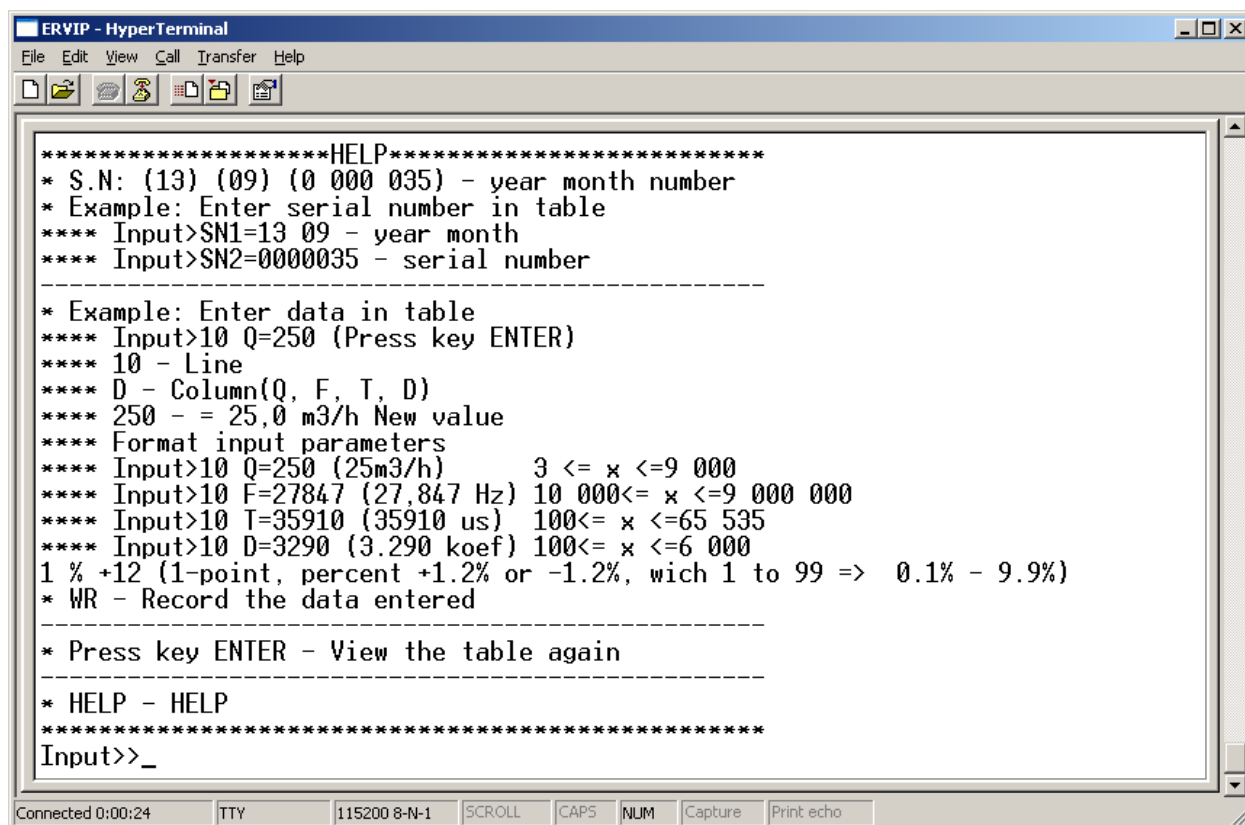 ERVIP - HyperTerminal
File Edit View Call Transfer Help
********************HELP**************************
* S.N: (13) (09) (0 000 035) - year month number
* Example: Enter serial number in table
**** Input>SN1=13 09 - year month
**** Input>SN2=0000035 - serial number
--------------------------------------------------
* Example: Enter data in table
**** Input>10 Q=250 (Press key ENTER)
**** 10 - Line
**** D - Column(Q, F, T, D)
**** 250 - = 25,0 m3/h New value
**** Format input parameters
**** Input>10 Q=250 (25m3/h)      3 <= x <=9 000
**** Input>10 F=27847 (27,847 Hz) 10 000<= x <=9 000 000
**** Input>10 T=35910 (35910 us)  100<= x <=65 535
**** Input>10 D=3290 (3.290 koef) 100<= x <=6 000
1 % +12 (1-point, percent +1.2% or -1.2%, wich 1 to 99 =>  0.1% - 9.9%)
* WR - Record the data entered
--------------------------------------------------
* Press key ENTER - View the table again
--------------------------------------------------
* HELP - HELP
**************************************************
Input>>_
Connected 0:00:24 TTY 115200 8-N-1 SCROLL CAPS NUM Capture Print echo